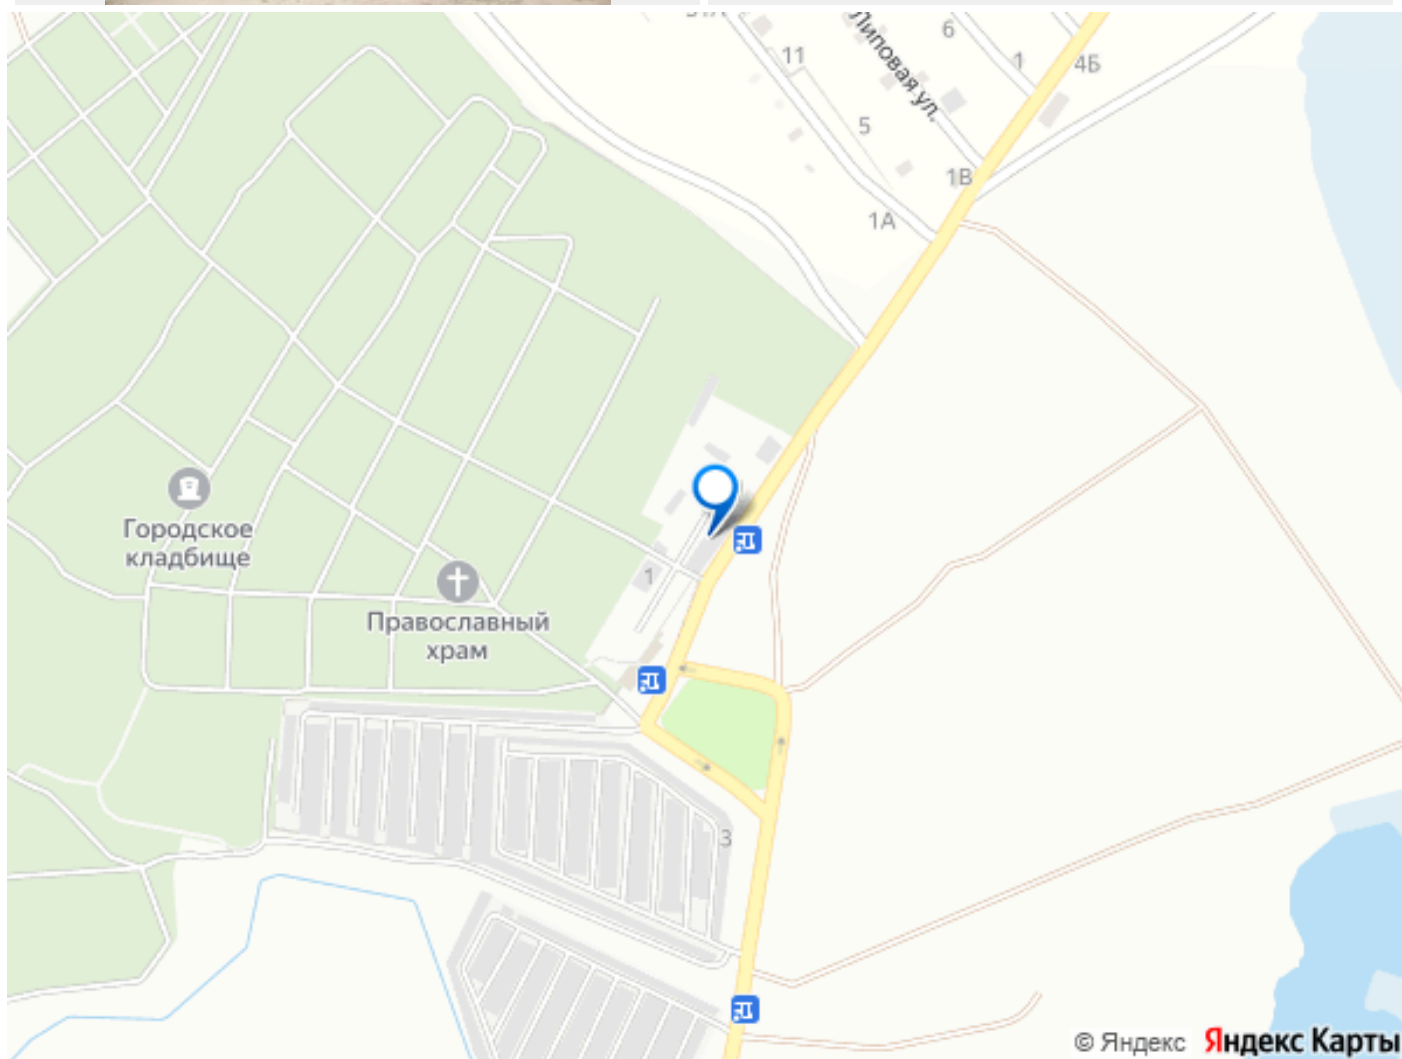 11
Липовая ул.
6
1
4Б
5
1В
1А
Городское
кладбище
Православный
храм
1
3
© Яндекс Яндекс Карты